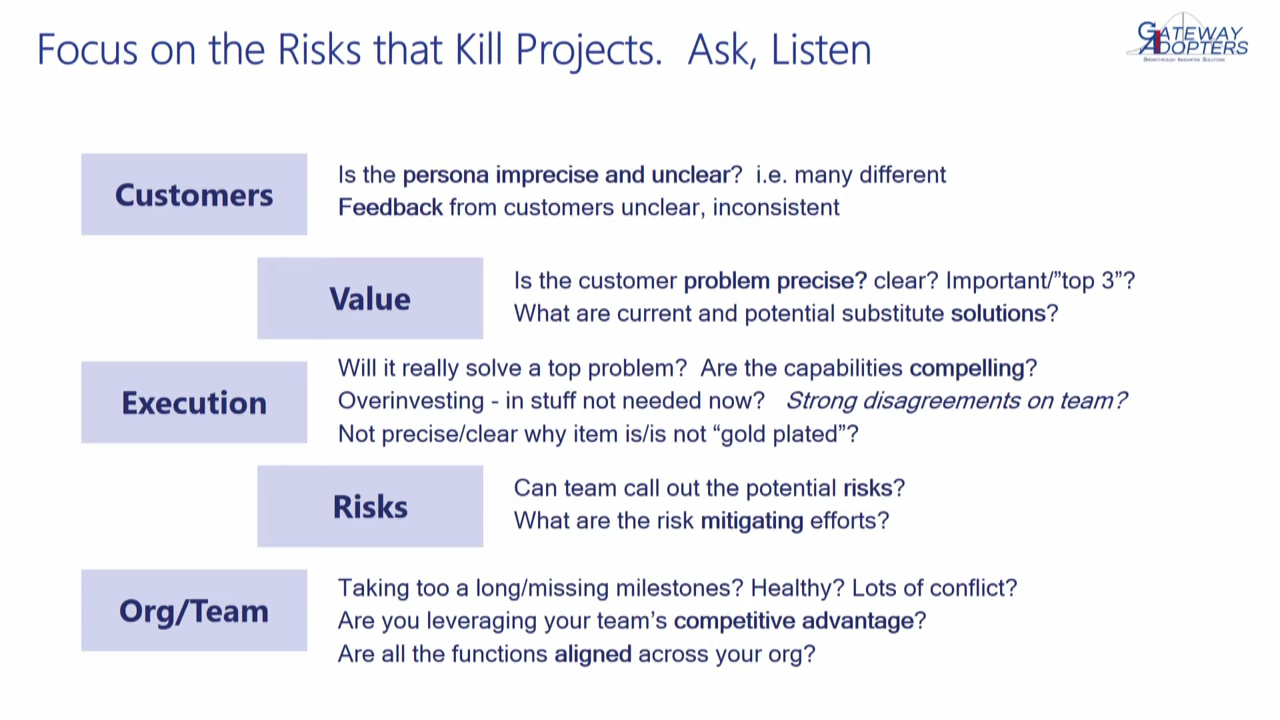 Focus on the Risks that Kill Projects.  Ask, Listen
GATEWAY
ADOPTERS
BREAKTHROUGH INNOVATIVE SOLUTIONS
Customers
Is the persona imprecise and unclear?  i.e. many different
Feedback from customers unclear, inconsistent
Value
Is the customer problem precise? clear? Important/”top 3”?
What are current and potential substitute solutions?
Execution
Will it really solve a top problem?  Are the capabilities compelling?
Overinvesting - in stuff not needed now?   Strong disagreements on team?
Not precise/clear why item is/is not “gold plated”?
Risks
Can team call out the potential risks?
What are the risk mitigating efforts?
Org/Team
Taking too a long/missing milestones? Healthy? Lots of conflict?
Are you leveraging your team’s competitive advantage?
Are all the functions aligned across your org?